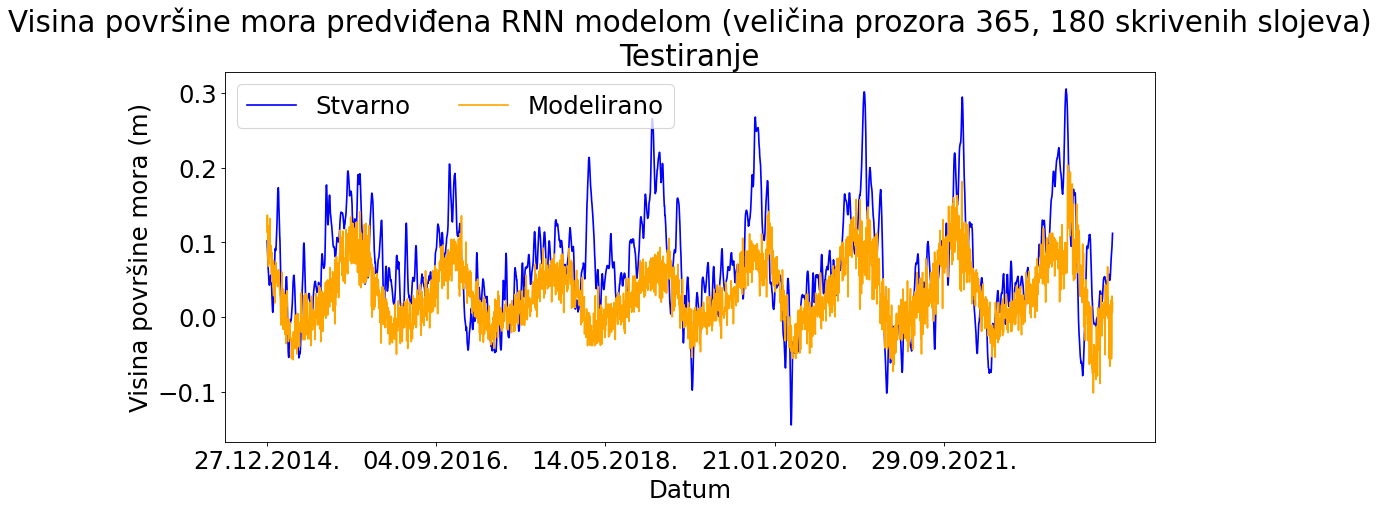 Visina površine mora predviđena RNN modelom (veličina prozora 365, 180 skrivenih slojeva)
Testiranje
Stvarno Modelirano
Visina površine mora (m)
0.3
0.2
0.1
0.0
−0.1
27.12.2014. 04.09.2016. 14.05.2018. 21.01.2020. 29.09.2021.
Datum